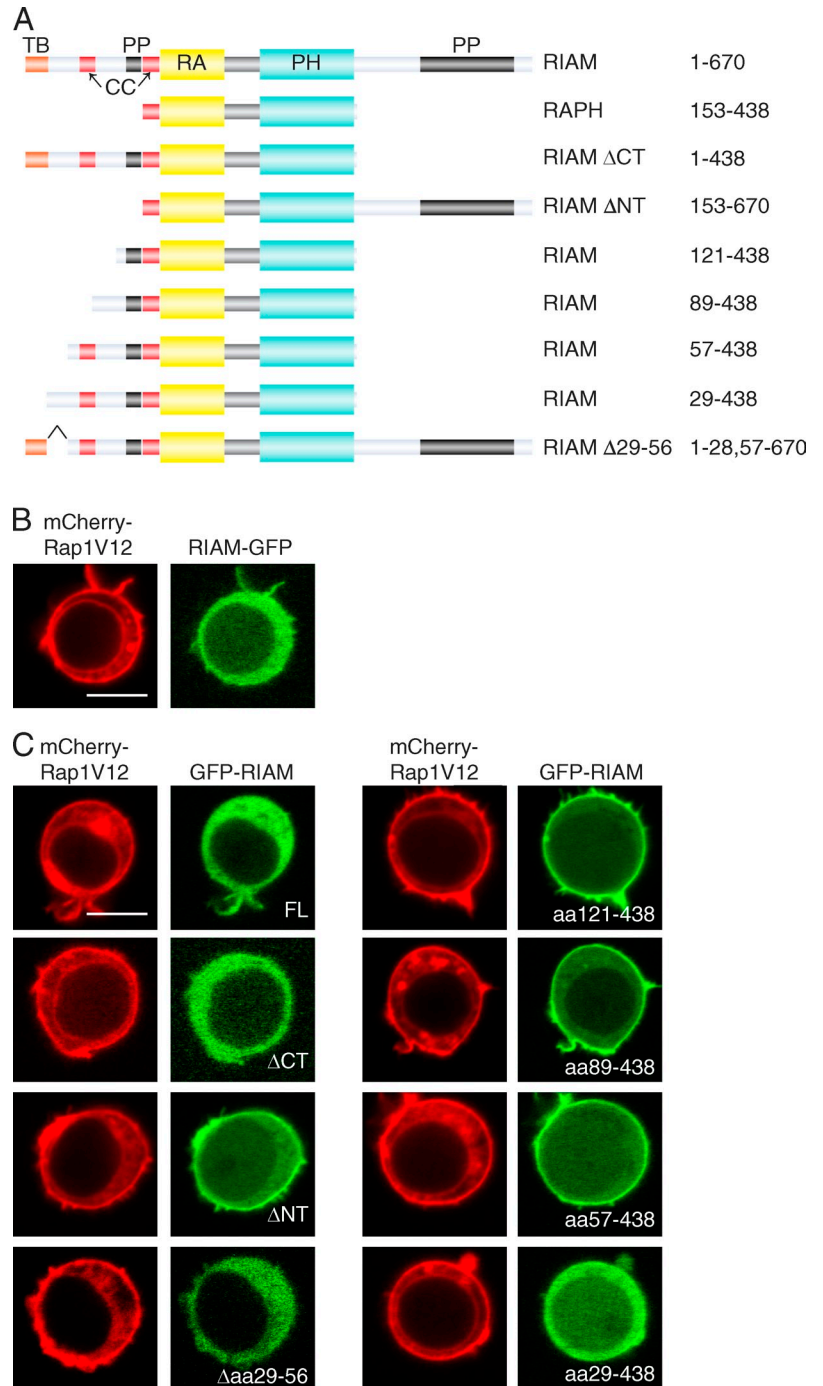 A
TB PP PP
RA PH RIAM 1-670
CC
RAPH 153-438
RIAM ΔCT 1-438
RIAM ΔNT 153-670
RIAM 121-438
RIAM 89-438
RIAM 57-438
RIAM 29-438
RIAM Δ29-56 1-28,57-670
B
mCherry-
Rap1V12 RIAM-GFP
C
mCherry-
Rap1V12 GFP-RIAM
mCherry-
Rap1V12 GFP-RIAM
FL aa121-438
ΔCT aa89-438
ΔNT aa57-438
Δaa29-56 aa29-438